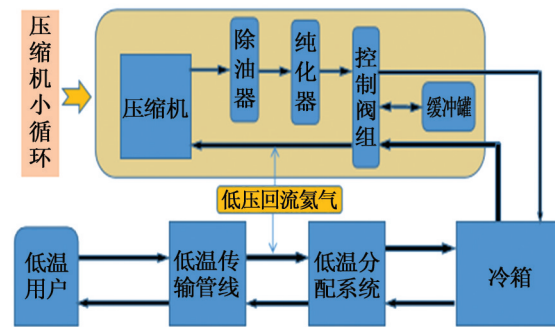 压缩机小循环
压缩机
除油器
纯化器
控制阀组
缓冲罐
低压回流氦气
低温用户
低温传输管线
低温分配系统
冷箱